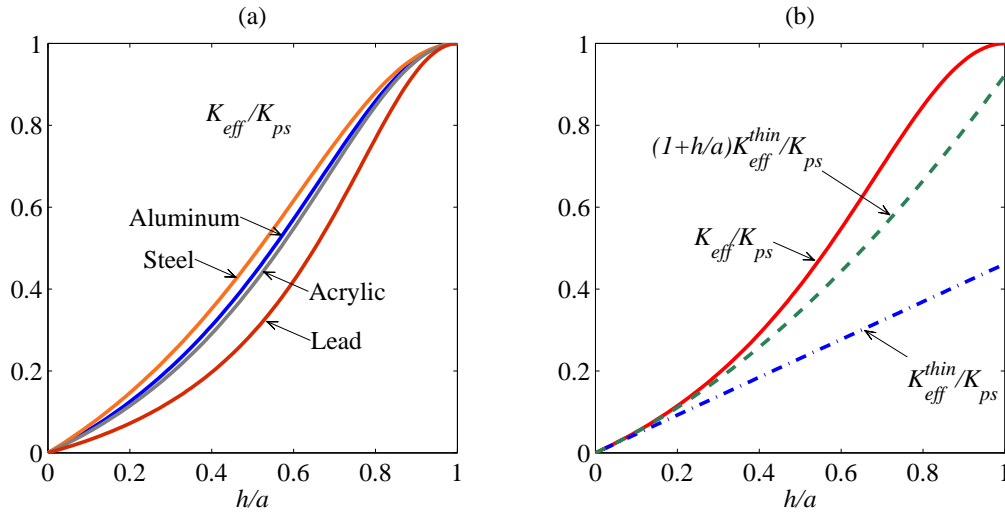 (a)
1
0.8
0.6
0.4
0.2
0
0 0.2 0.4 0.6 0.8 1
h/a
K_eff/K_ps
Aluminum
Steel
Acrylic
Lead
(b)
1
0.8
0.6
0.4
0.2
0
0 0.2 0.4 0.6 0.8 1
h/a
(1+h/a)K_eff^thin/K_ps
K_eff/K_ps
K_eff^thin/K_ps